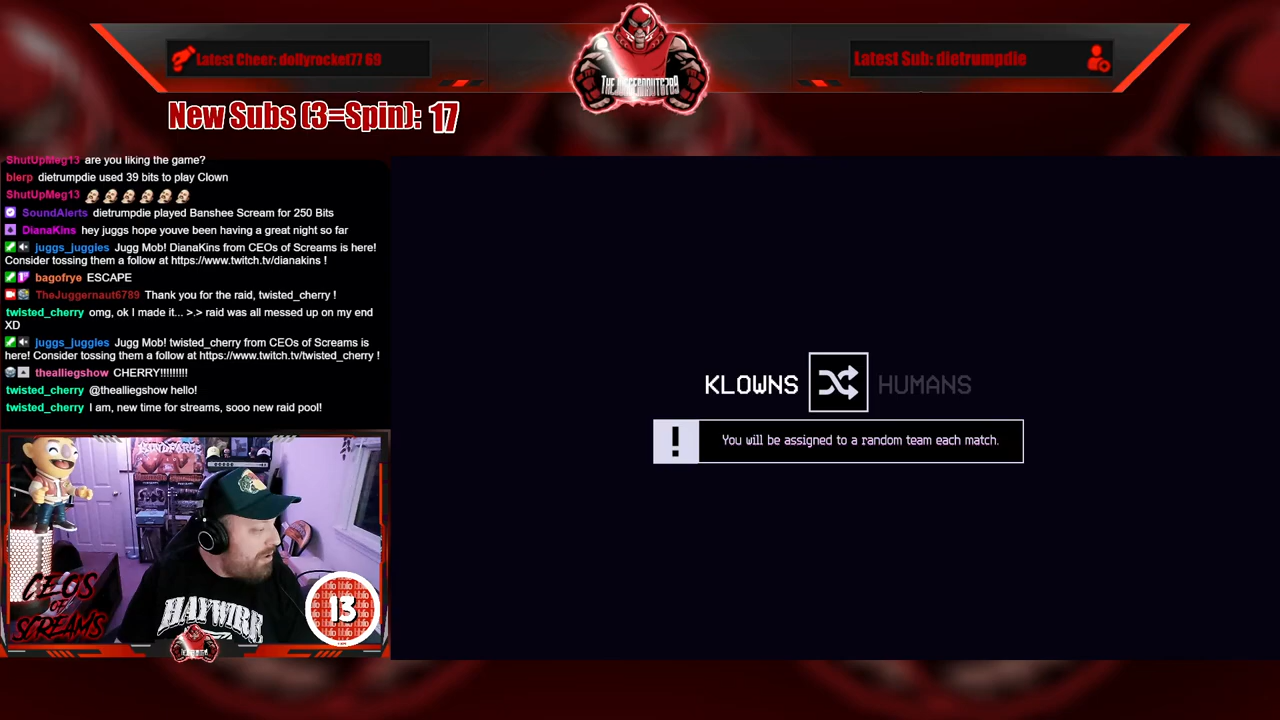 Latest Cheer: dollyrocket77 89
THEJUGGERNAUT6789
Latest Sub: dietrumpdie
New Subs (3=Spin): 17
ShutUpMeg13 are you liking the game?
blerp dietrumpdie used 39 bits to play Clown
ShutUpMeg13
SoundAlerts dietrumpdie played Banshee Scream for 250 Bits
DianaKins hey juggs hope youve been having a great night so far
juggs_juggies Jugg Mob! DianaKins from CEOs of Screams is here!
Consider tossing them a follow at https://www.twitch.tv/dianakins !
bagofrye ESCAPE
TheJuggernaut6789 Thank you for the raid, twisted_cherry !
twisted_cherry omg, ok I made it... >.> raid was all messed up on my end
XD
juggs_juggies Jugg Mob! twisted_cherry from CEOs of Screams is
here! Consider tossing them a follow at https://www.twitch.tv/twisted_cherry !
thealliegshow CHERRY!!!!!!!!!
twisted_cherry @thealliegshow hello!
twisted_cherry I am, new time for streams, sooo new raid pool!
KLOWNS HUMANS
! You will be assigned to a random team each match.
MINDFORCE
CEO'S
OF
SCREAMS
HAYWIRE
13